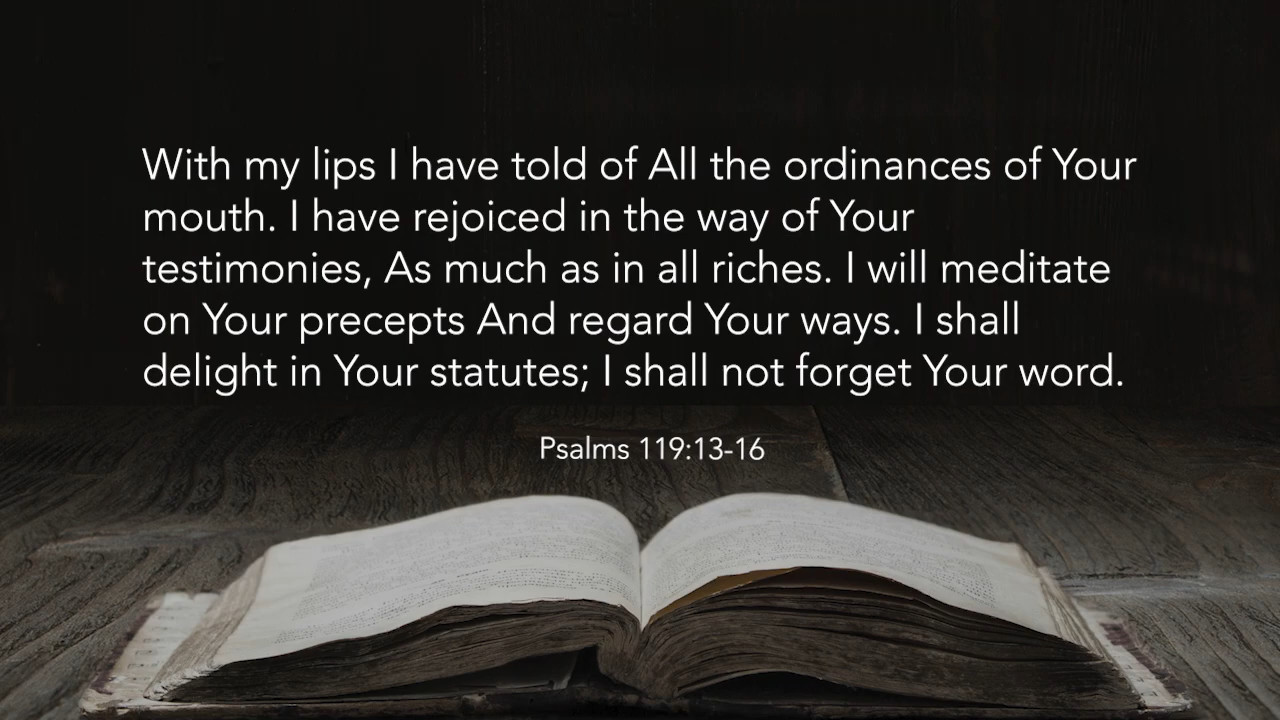 With my lips I have told of All the ordinances of Your
mouth. I have rejoiced in the way of Your
testimonies, As much as in all riches. I will meditate
on Your precepts And regard Your ways. I shall
delight in Your statutes; I shall not forget Your word.
Psalms 119:13-16